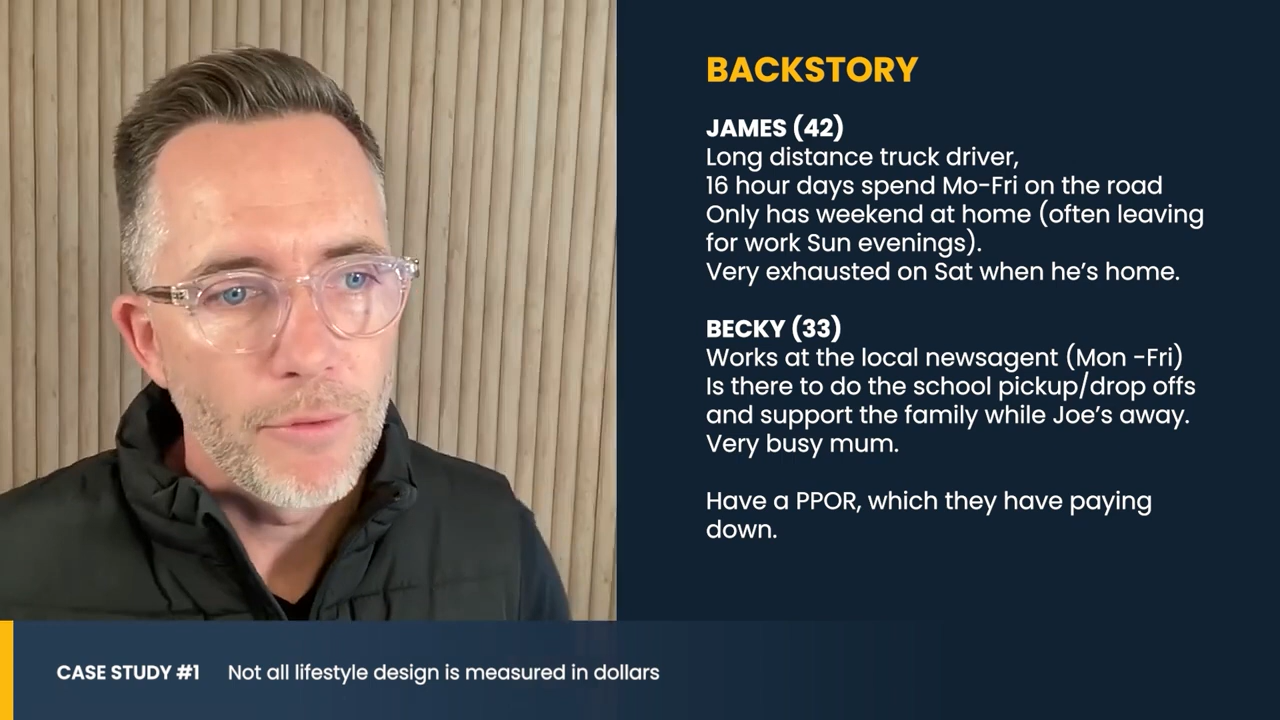 BACKSTORY
JAMES (42)
Long distance truck driver,
16 hour days spend Mo-Fri on the road
Only has weekend at home (often leaving
for work Sun evenings).
Very exhausted on Sat when he's home.
BECKY (33)
Works at the local newsagent (Mon -Fri)
Is there to do the school pickup/drop offs
and support the family while Joe's away.
Very busy mum.
Have a PPOR, which they have paying
down.
CASE STUDY #1 Not all lifestyle design is measured in dollars